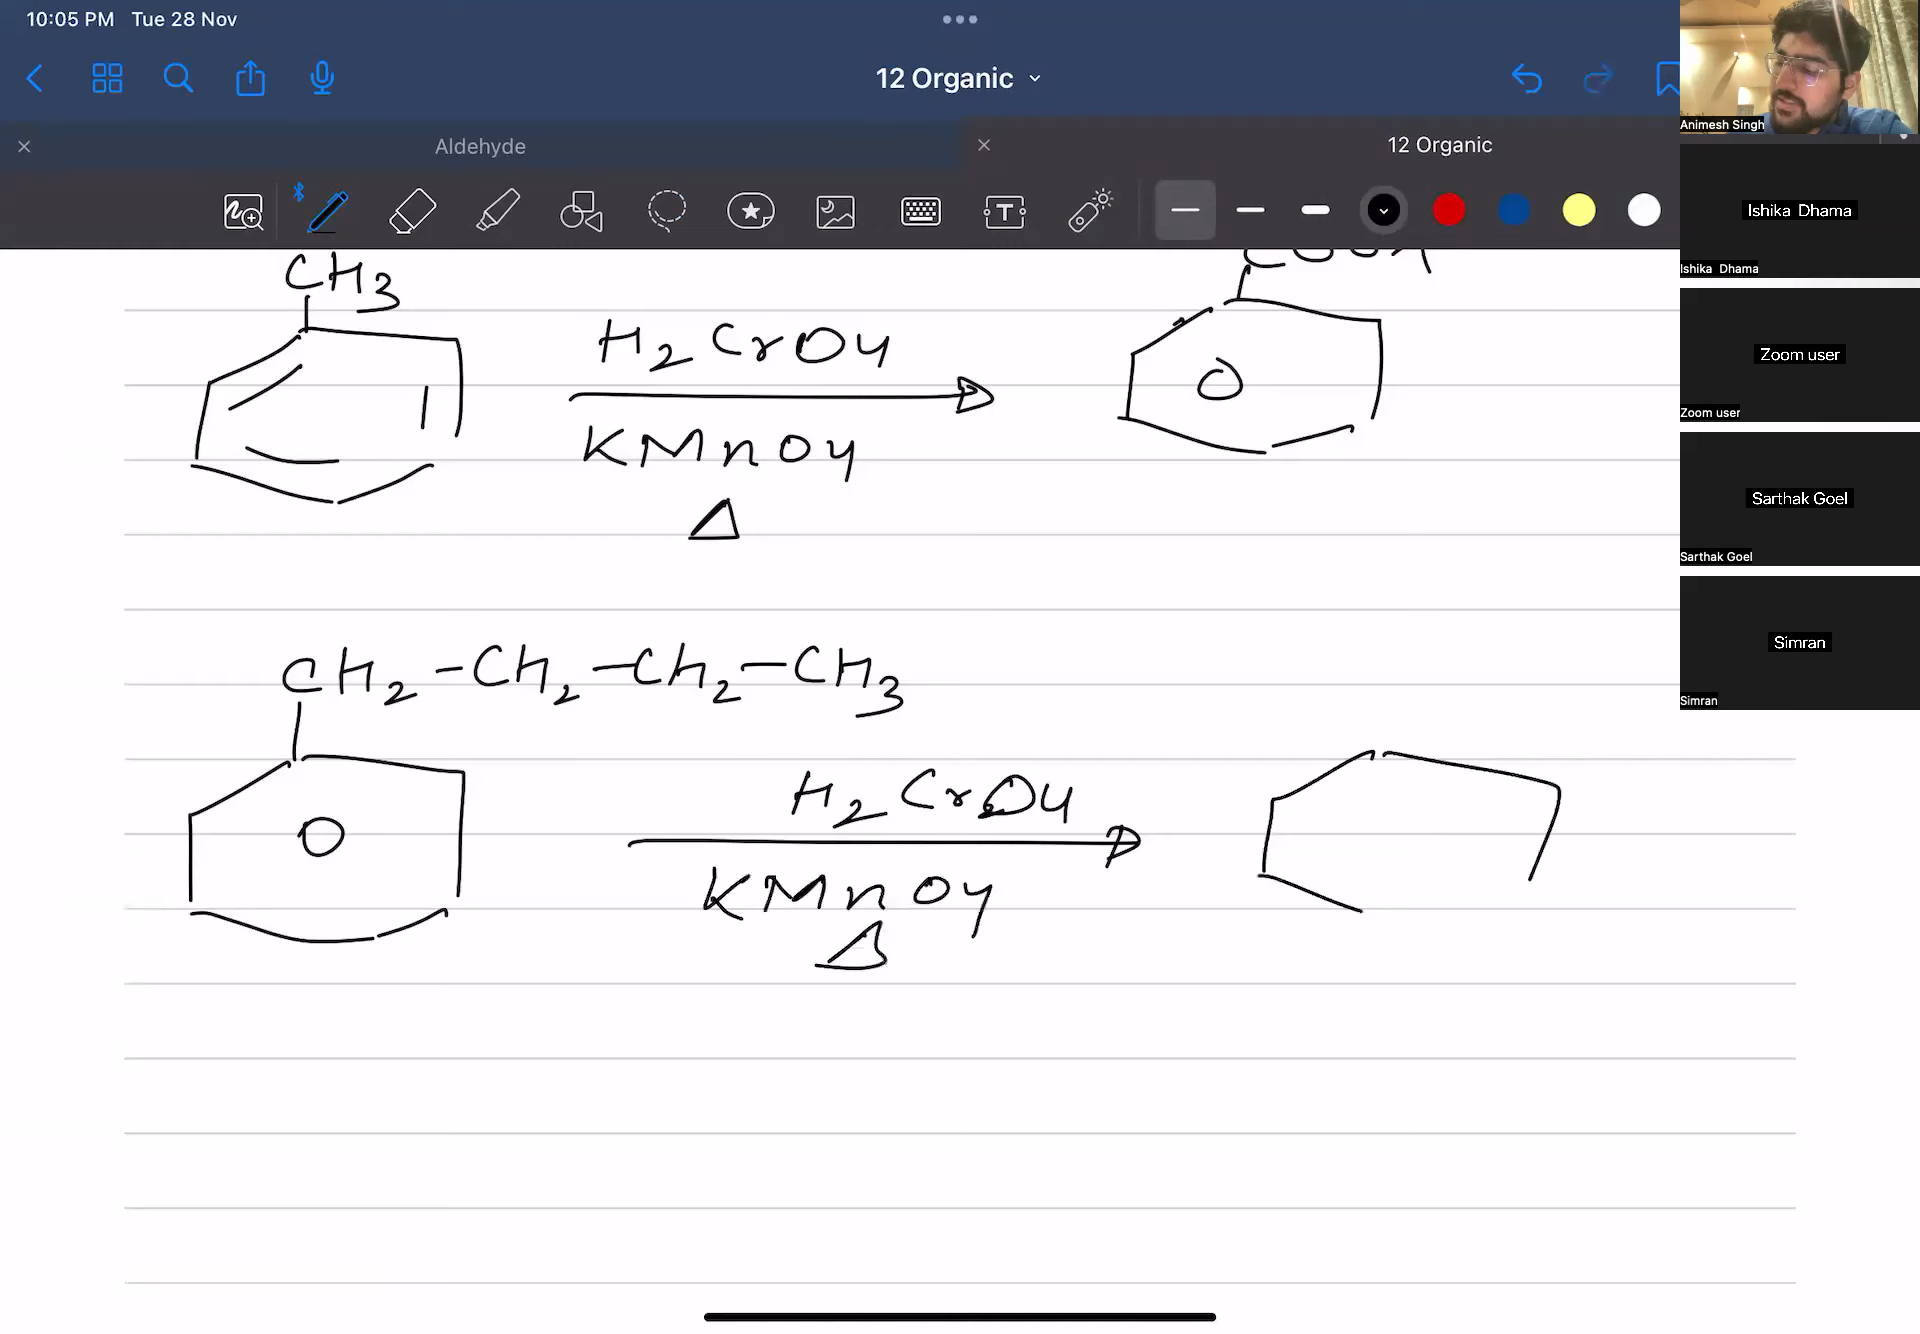 10:05 PM Tue 28 Nov
12 Organic
Aldehyde
12 Organic
T
Animesh Singh
Ishika Dhama
Ishika Dhama
Zoom user
Zoom user
Sarthak Goel
Sarthak Goel
Simran
Simran
CH3
H2CrO4
KMnO4
Δ
CH2-CH2-CH2-CH3
H2CrO4
KMnO4
Δ